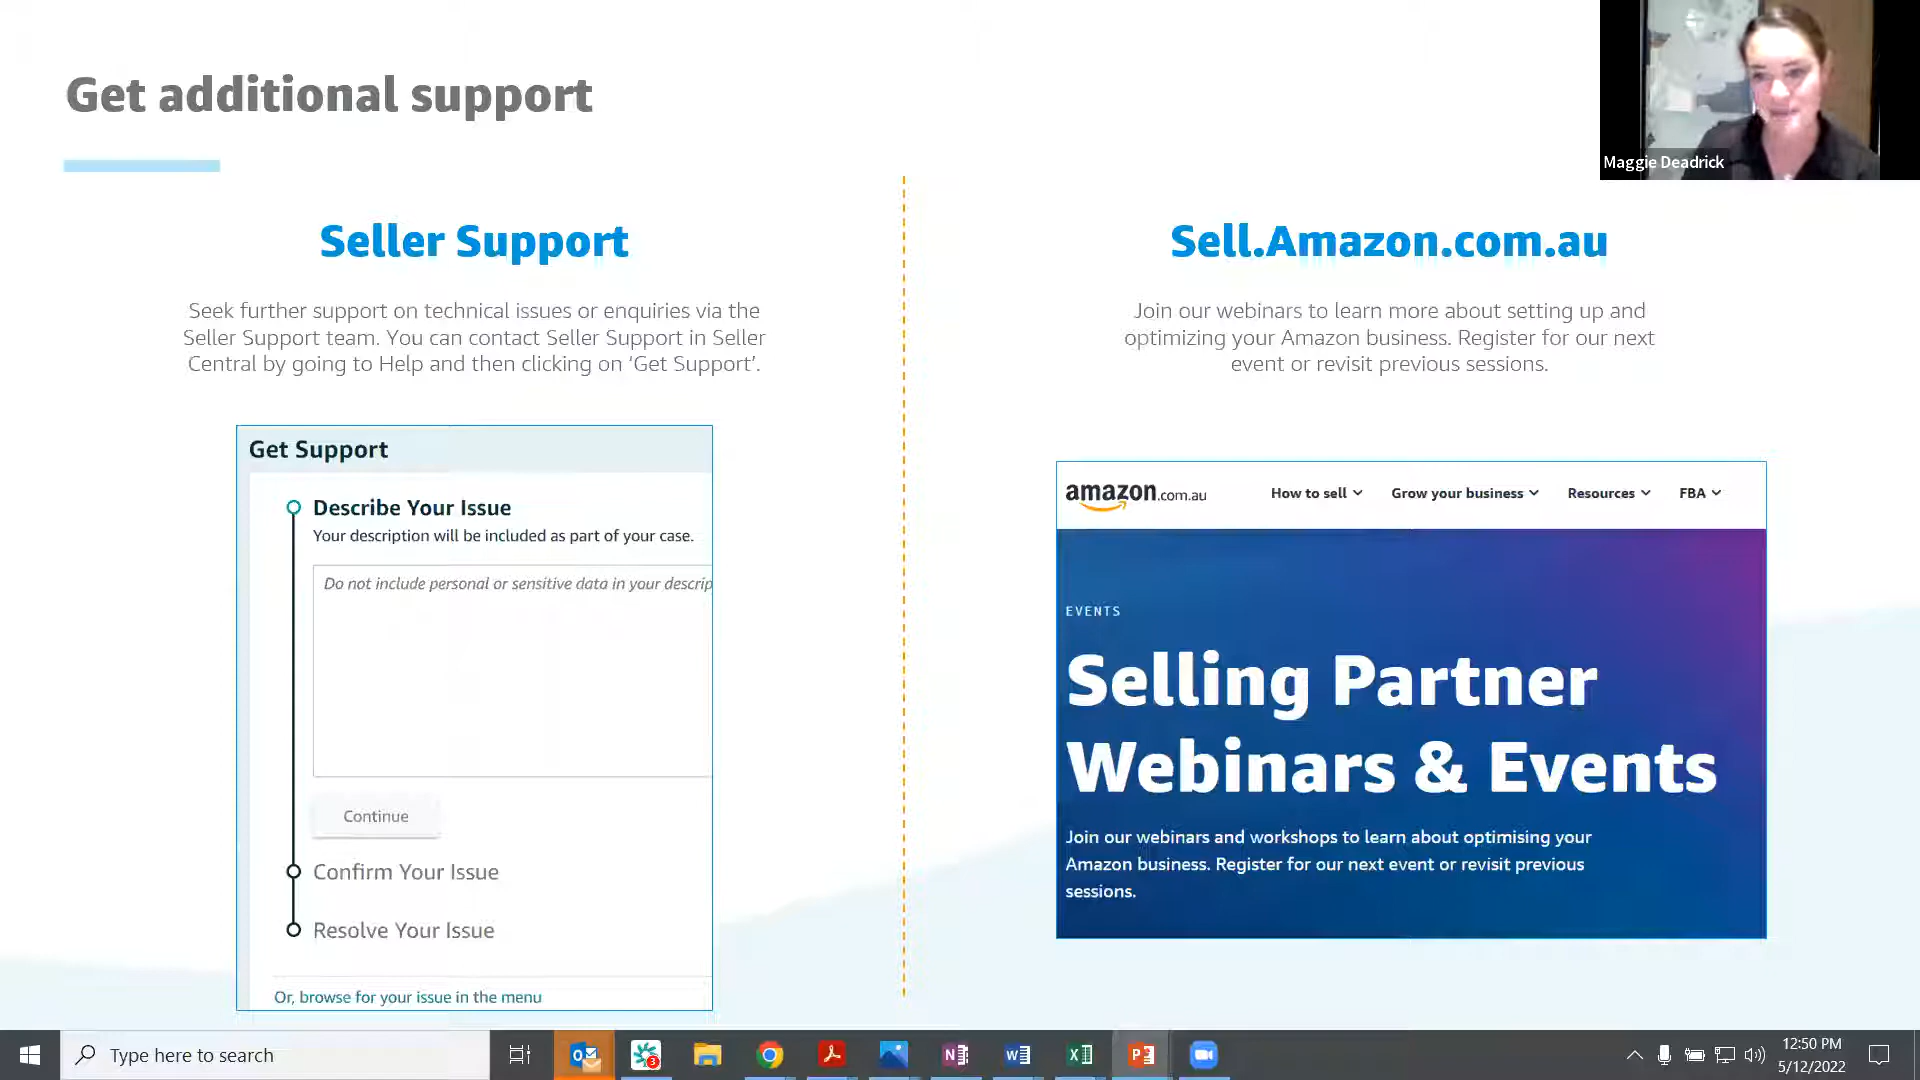 Get additional support
Maggie Deadrick
Seller Support
Seek further support on technical issues or enquiries via the
Seller Support team. You can contact Seller Support in Seller
Central by going to Help and then clicking on ‘Get Support’.
Get Support
Describe Your Issue
Your description will be included as part of your case.
Do not include personal or sensitive data in your descrip
Continue
Confirm Your Issue
Resolve Your Issue
Or, browse for your issue in the menu
Sell.Amazon.com.au
Join our webinars to learn more about setting up and
optimizing your Amazon business. Register for our next
event or revisit previous sessions.
amazon.com.au
How to sell
Grow your business
Resources
FBA
EVENTS
Selling Partner
Webinars & Events
Join our webinars and workshops to learn about optimising your
Amazon business. Register for our next event or revisit previous
sessions.
Type here to search
3
12:50 PM
5/12/2022